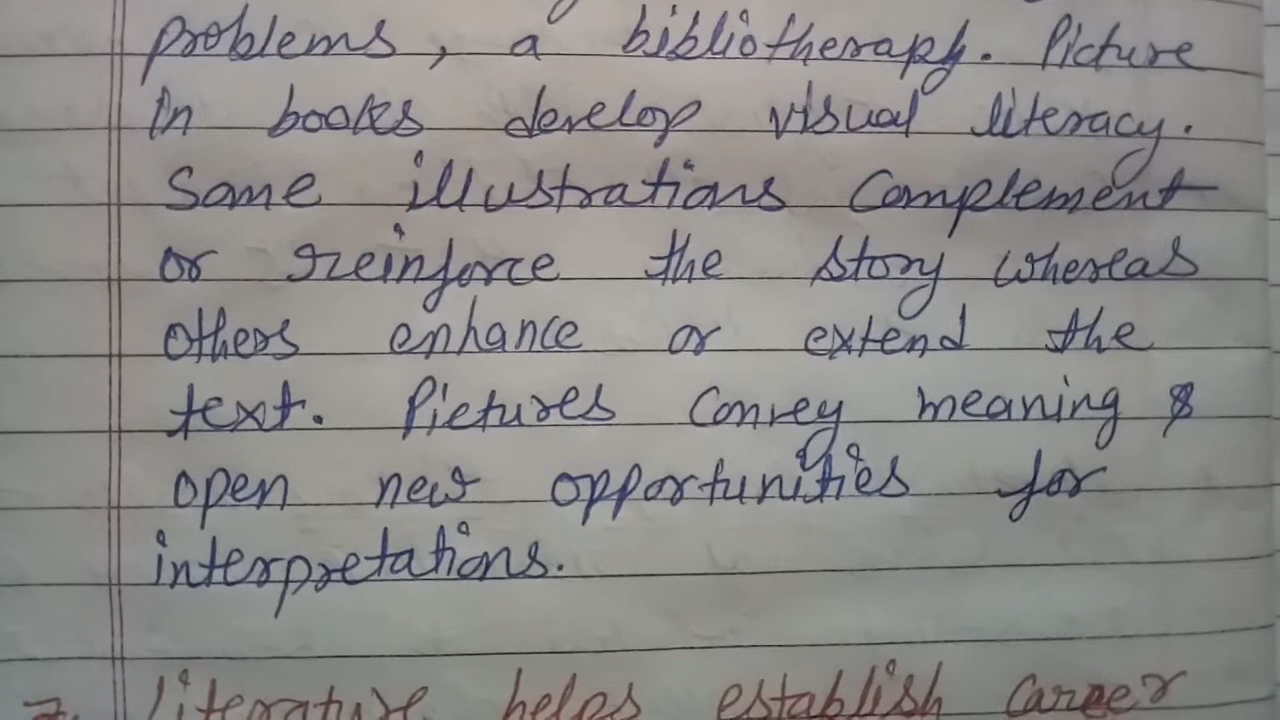 problems, a bibliotherapy. Picture
in books develop visual literacy.
Some illustrations complement
or reinforce the story whereas
others enhance or extend the
text. Pictures convey meaning &
open new opportunities for
interpretations.
7. Literature helps establish career